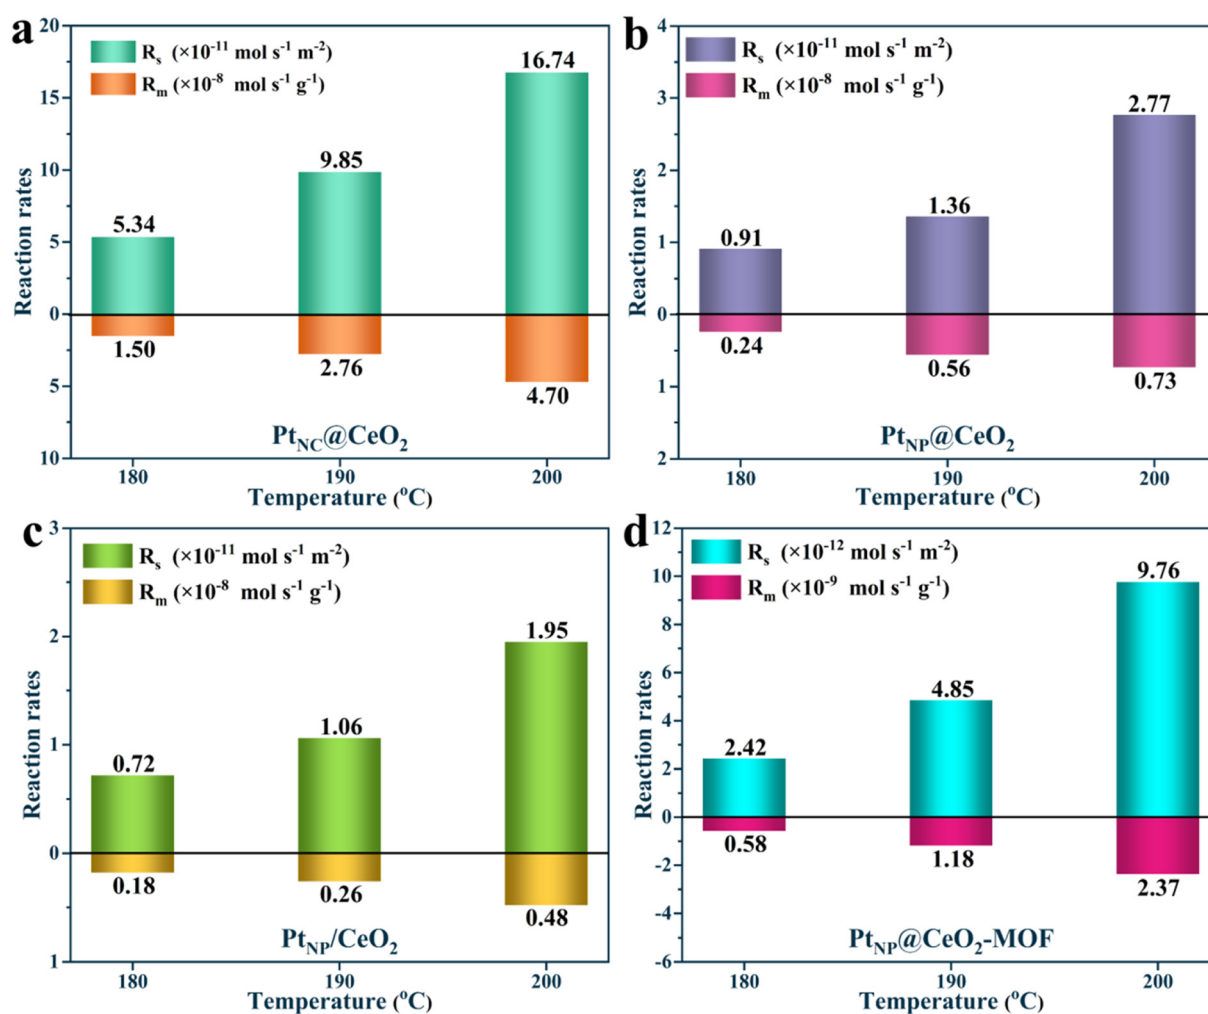 a
20
15
10
5
0
5
10
Reaction rates
Rs (×10-11 mol s-1 m-2)
Rm (×10-8 mol s-1 g-1)
5.34
9.85
16.74
1.50
2.76
4.70
PtNC@CeO2
180
190
200
Temperature (oC)
b
4
3
2
1
0
1
2
Reaction rates
Rs (×10-11 mol s-1 m-2)
Rm (×10-8 mol s-1 g-1)
0.91
1.36
2.77
0.24
0.56
0.73
PtNP@CeO2
180
190
200
Temperature (oC)
c
3
2
1
0
1
Reaction rates
Rs (×10-11 mol s-1 m-2)
Rm (×10-8 mol s-1 g-1)
0.72
1.06
1.95
0.18
0.26
0.48
PtNP/CeO2
180
190
200
Temperature (oC)
d
12
10
8
6
4
2
0
-2
-4
-6
Reaction rates
Rs (×10-12 mol s-1 m-2)
Rm (×10-9 mol s-1 g-1)
2.42
4.85
9.76
0.58
1.18
2.37
PtNP@CeO2-MOF
180
190
200
Temperature (oC)